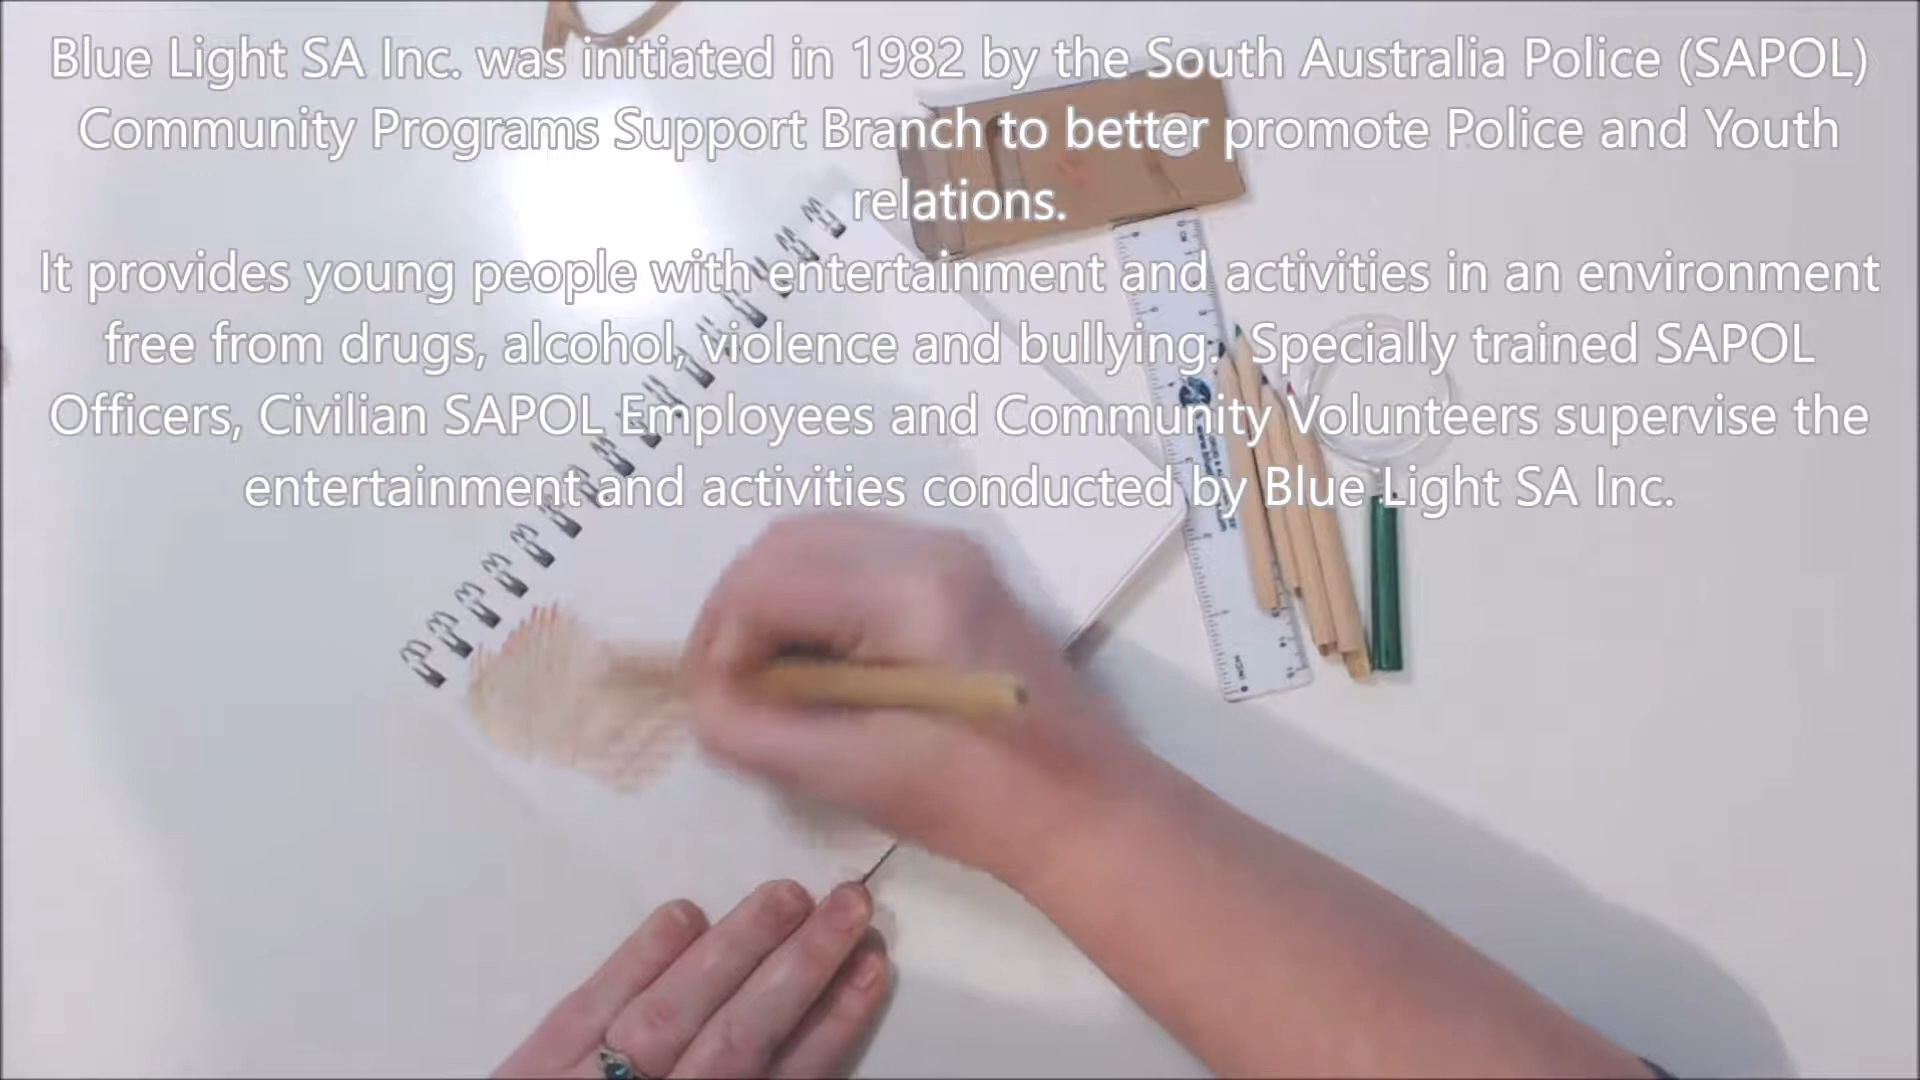 Blue Light SA Inc. was initiated in 1982 by the South Australia Police (SAPOL)
Community Programs Support Branch to better promote Police and Youth
relations.
It provides young people with entertainment and activities in an environment
free from drugs, alcohol, violence and bullying.  Specially trained SAPOL
Officers, Civilian SAPOL Employees and Community Volunteers supervise the
entertainment and activities conducted by Blue Light SA Inc.